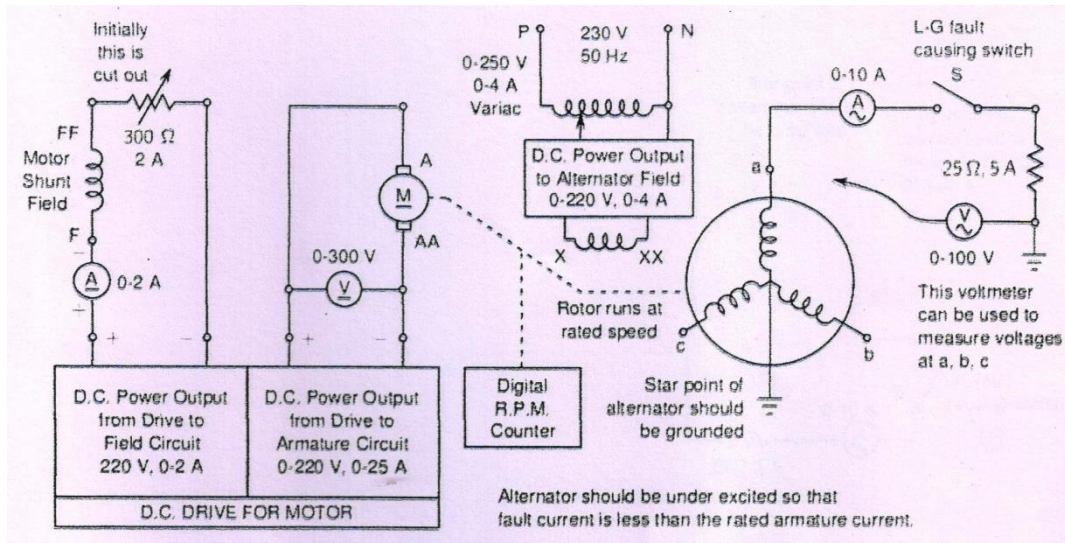 Initially
this is
cut out
300 Ω
2 A
FF
Motor
Shunt
Field
F
−
A
0-2 A
+
+
−
0-300 V
V
A
M
AA
+
−
D.C. Power Output
from Drive to
Field Circuit
220 V, 0-2 A
D.C. Power Output
from Drive to
Armature Circuit
0-220 V, 0-25 A
D.C. DRIVE FOR MOTOR
P
230 V
50 Hz
N
0-250 V
0-4 A
Variac
D.C. Power Output
to Alternator Field
0-220 V, 0-4 A
X
XX
Rotor runs at
rated speed
Digital
R.P.M.
Counter
Star point of
alternator should
be grounded
a
c
b
0-10 A
A
L-G fault
causing switch
S
25 Ω, 5 A
V
0-100 V
This voltmeter
can be used to
measure voltages
at a, b, c
Alternator should be under excited so that
fault current is less than the rated armature current.